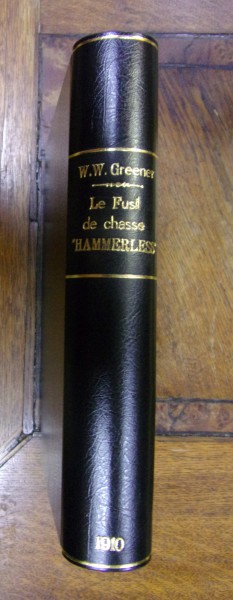 W.W. Greener
Le Fusil
de chasse
"HAMMERLESS"
1910